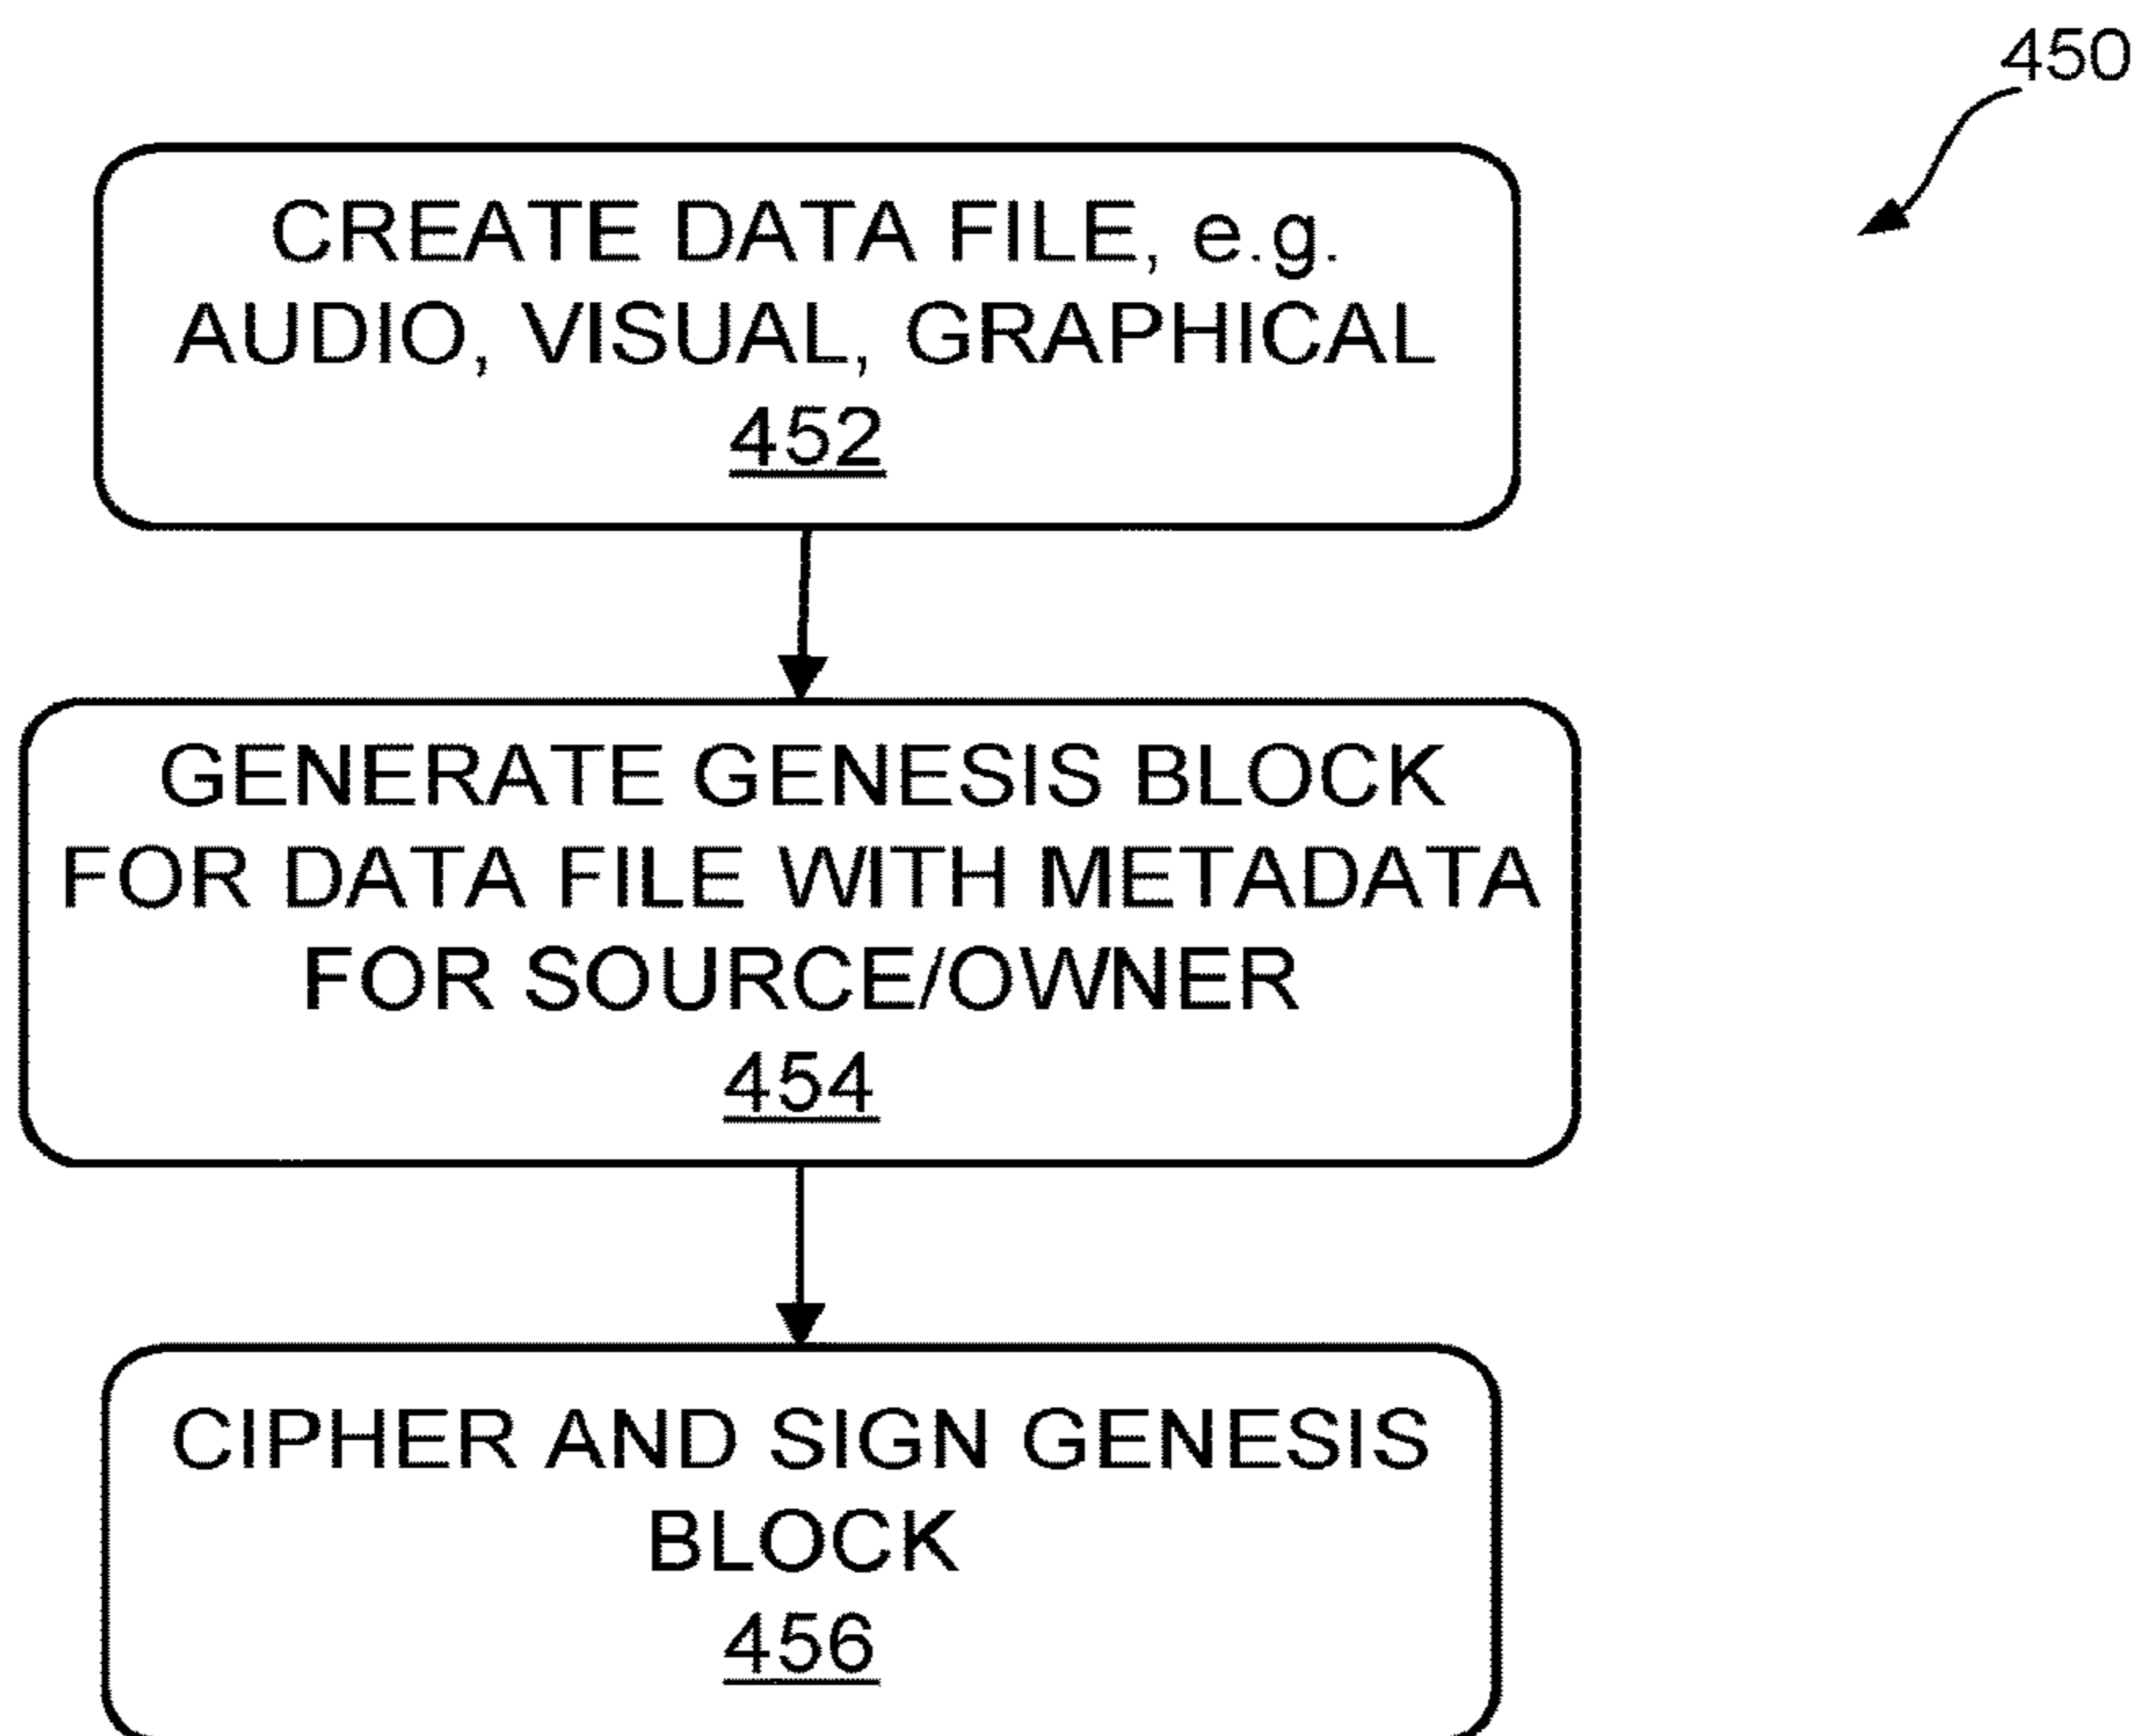 450
CREATE DATA FILE, e.g.
AUDIO, VISUAL, GRAPHICAL
452
GENERATE GENESIS BLOCK
FOR DATA FILE WITH METADATA
FOR SOURCE/OWNER
454
CIPHER AND SIGN GENESIS
BLOCK
456